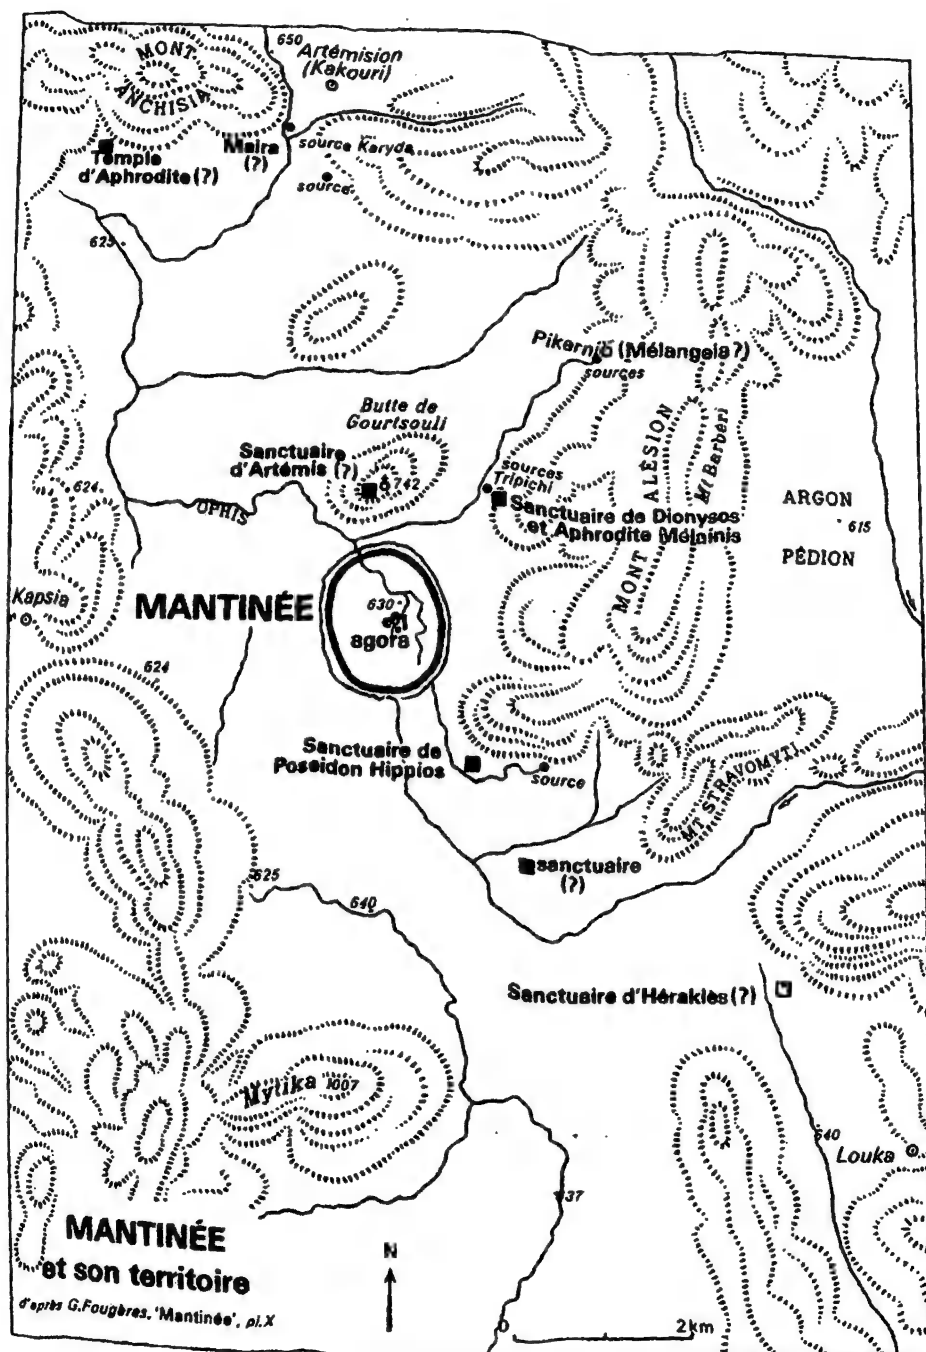 MONT
ANCHISIA
650
Artémision
(Kakouri)
Maira
(?)
source Karyda
source
Temple
d'Aphrodite (?)
625
Pikernis (Mélangeia?)
sources
Butte de
Gourtsouli
Sanctuaire
d'Artémis (?)
742
sources
Tripichi
Sanctuaire de Dionysos
et Aphrodite Mélainis
MONT ALÉSION
Mt Barbéri
ARGON
615
PÉDION
624
OPHIS
Kapsia
MANTINÉE
630
agora
624
Sanctuaire de
Poseidon Hippios
source
MT STRAVOMYTI
sanctuaire
(?)
625
640
Sanctuaire d'Héraklès (?)
Mytika
1007
640
Louka
37
MANTINÉE
et son territoire
d'après G.Fougères, 'Mantinée', pl.X
N
0
2km